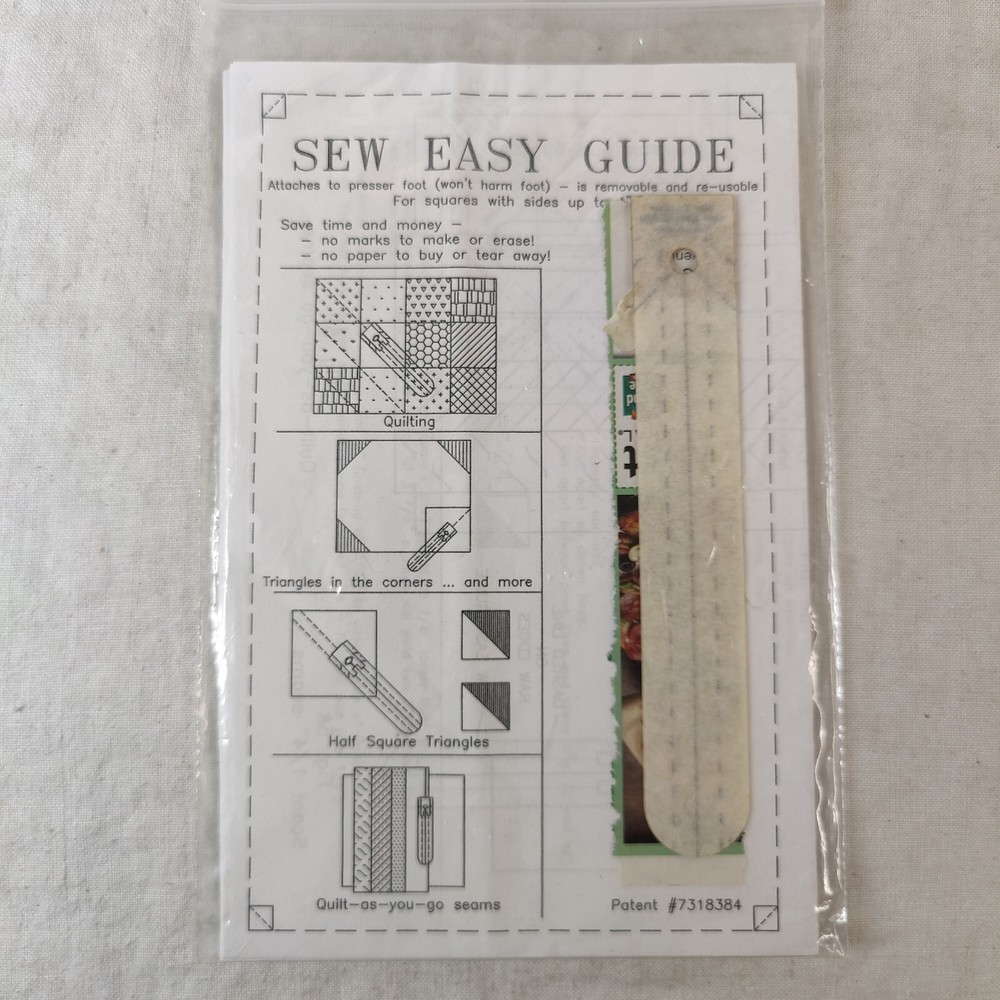 SEW EASY GUIDE
Attaches to presser foot (won't harm foot) – is removable and re–usable
For squares with sides up to
Save time and money –
– no marks to make or erase!
– no paper to buy or tear away!
Quilting
Triangles in the corners ... and more
Half Square Triangles
Quilt–as–you–go seams
Patent #7318384